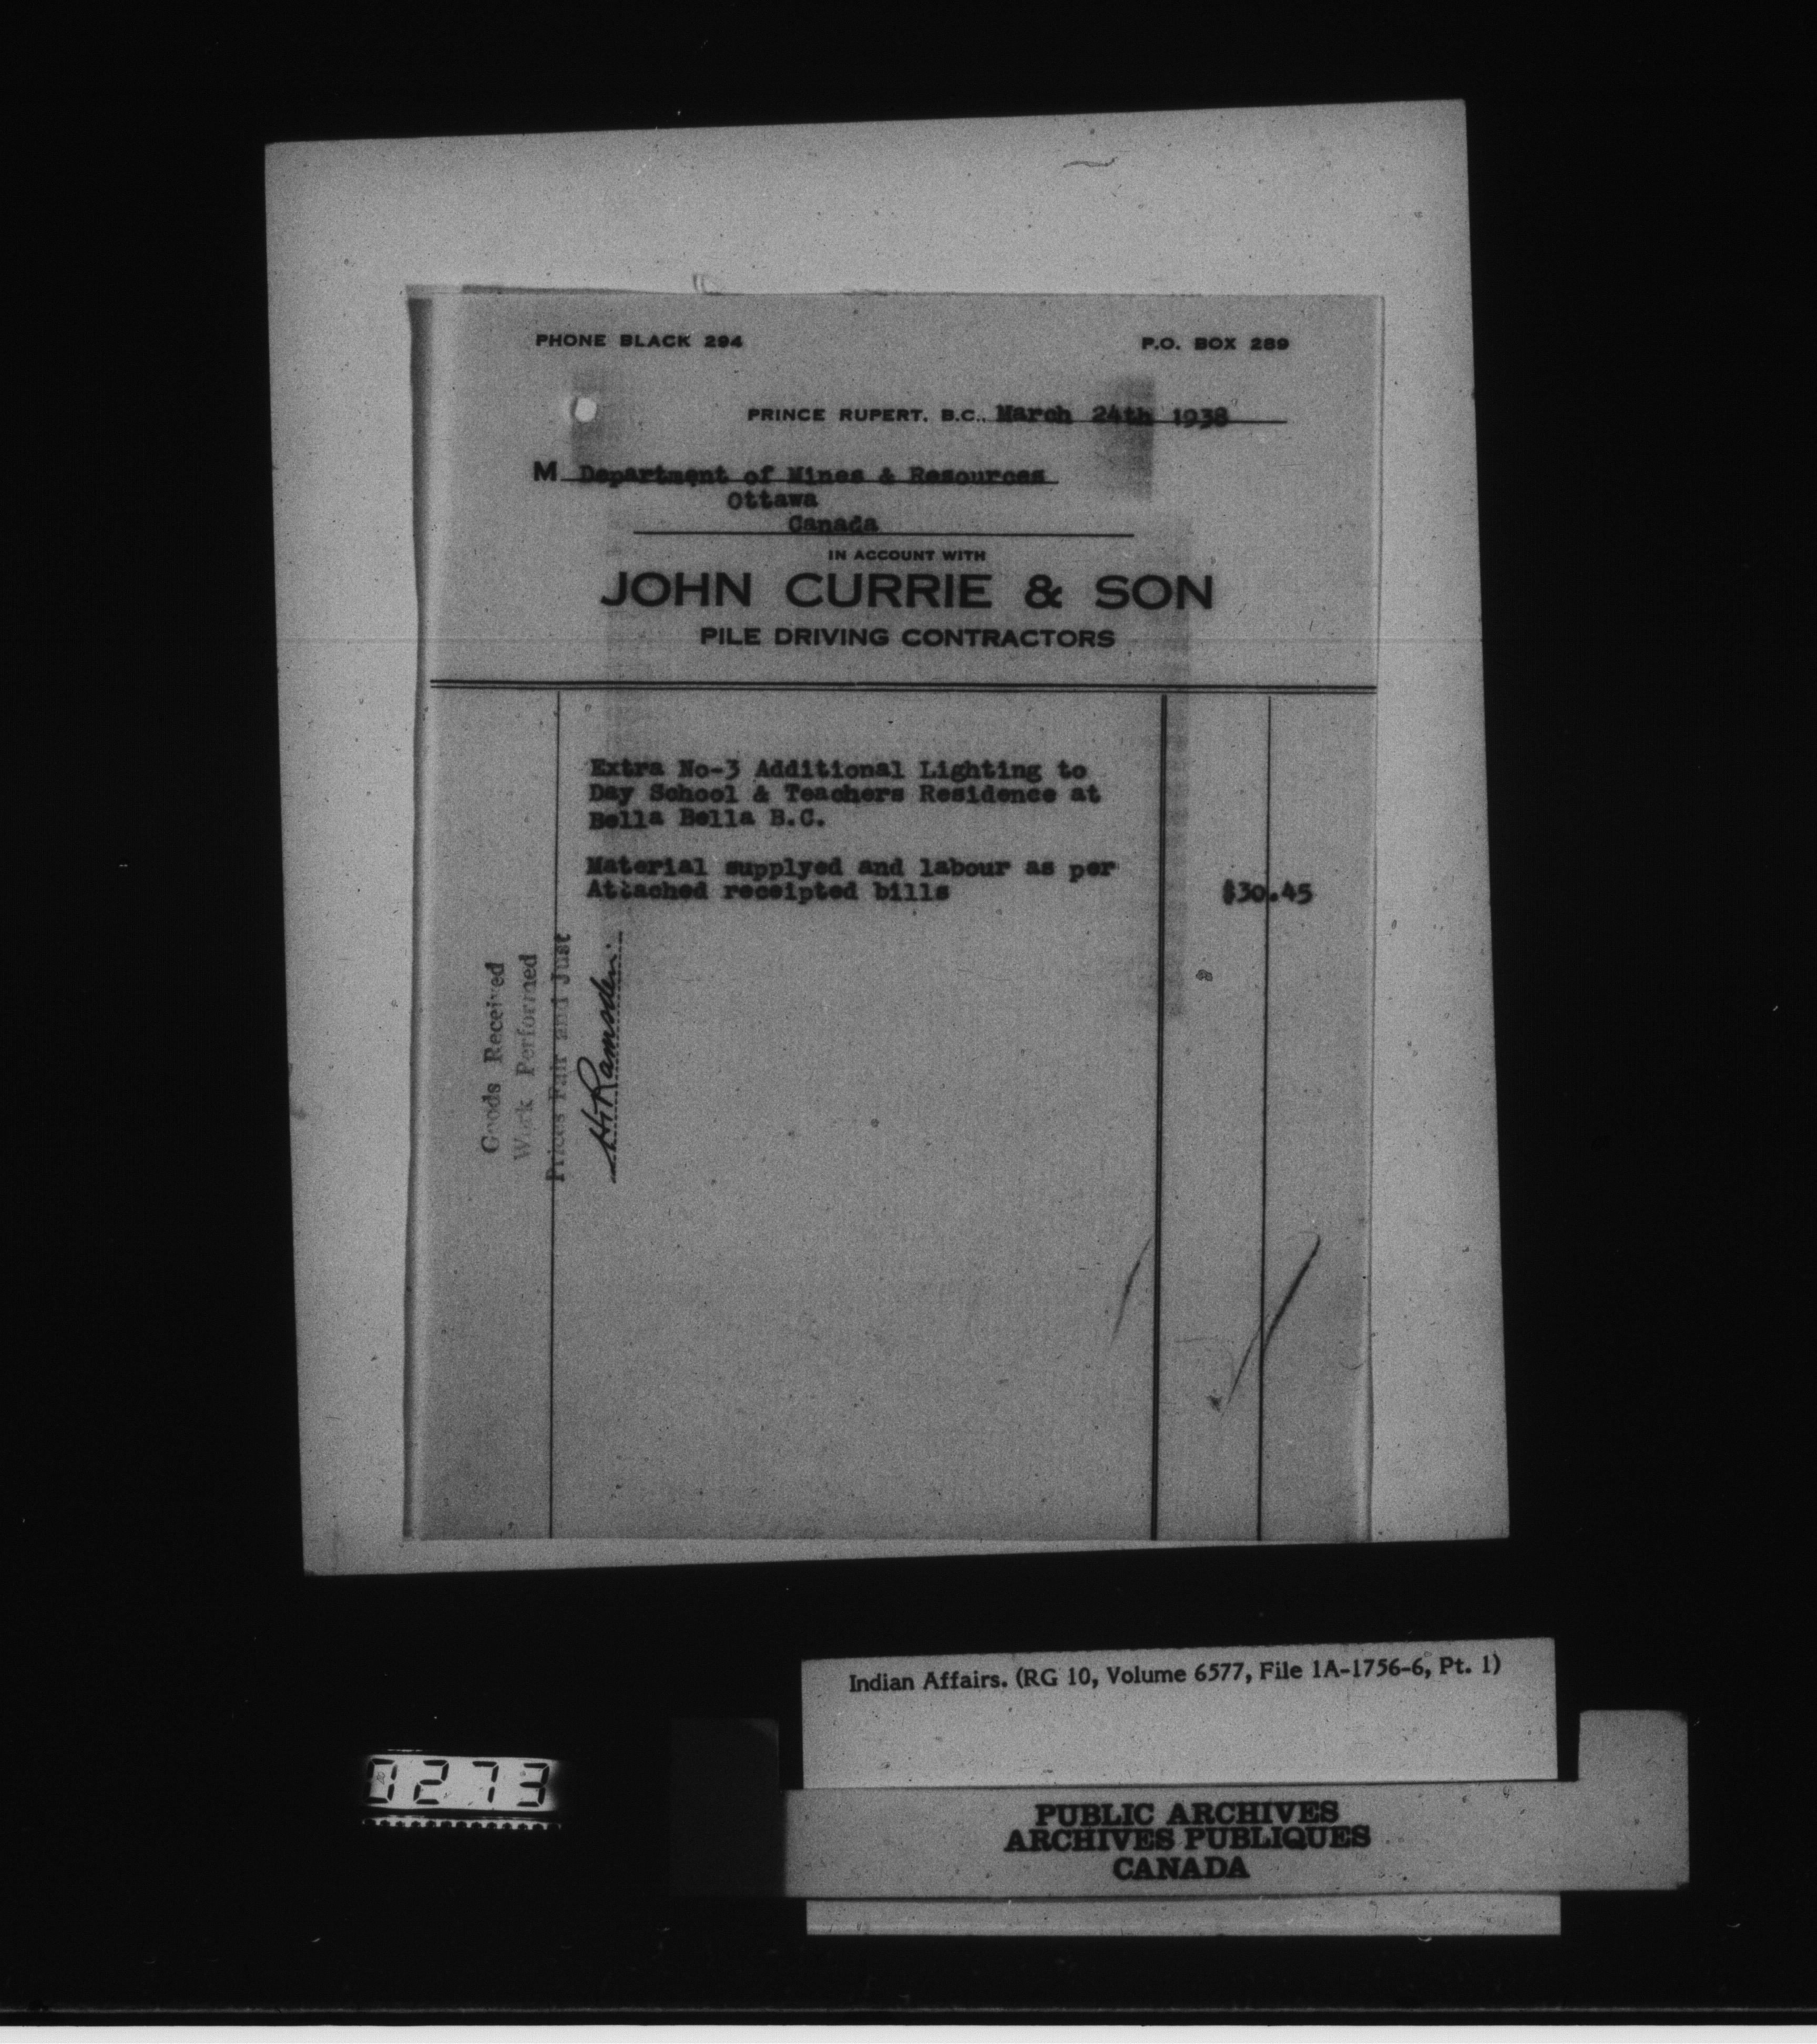 PHONE BLACK 294
P.O. BOX 289
PRINCE RUPERT, B.C., March 24th 1938
M Department of Mines & Resources
Ottawa
Canada
IN ACCOUNT WITH
JOHN CURRIE & SON
PILE DRIVING CONTRACTORS
Extra No-3 Additional Lighting to
Day School & Teachers Residence at
Bella Bella B.C.
Material supplyed and labour as per
Attached receipted bills $30.45
Goods Received
Work Performed
Prices Fair and Just
H. Ramsden
Indian Affairs. (RG 10, Volume 6577, File 1A-1756-6, Pt. 1)
0273
PUBLIC ARCHIVES
ARCHIVES PUBLIQUES
CANADA